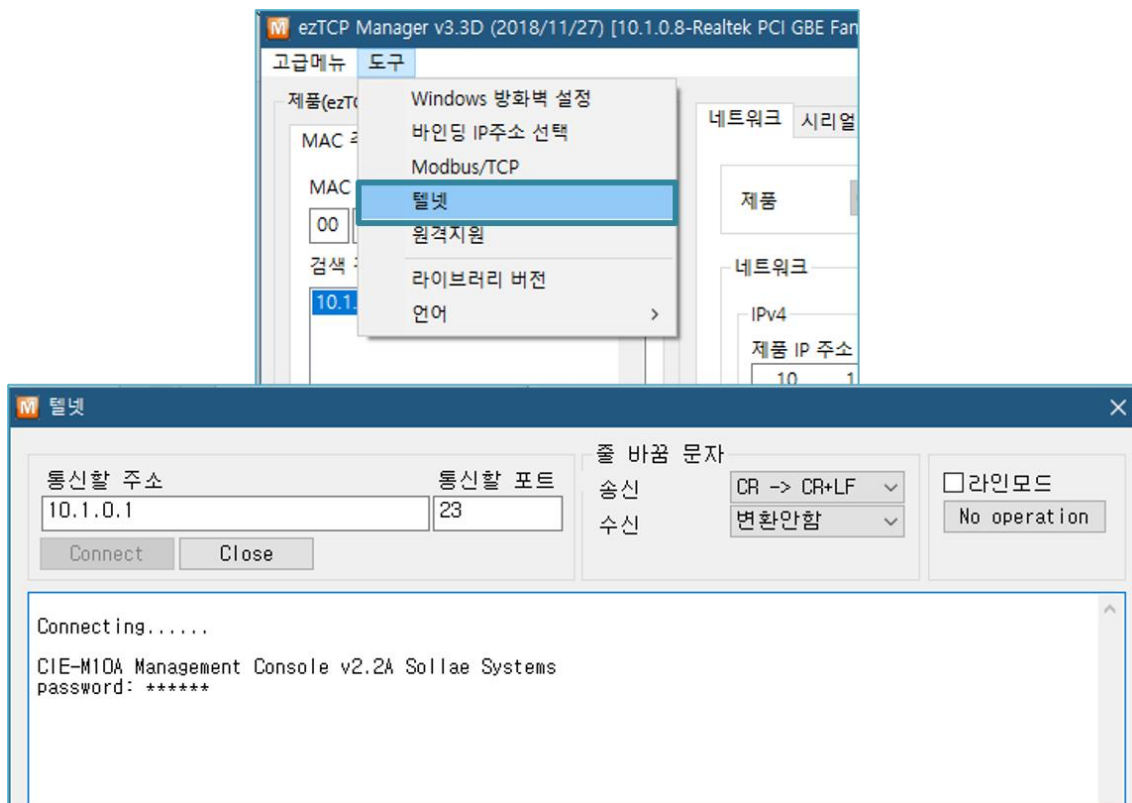 ezTCP Manager v3.3D (2018/11/27) [10.1.0.8-Realtek PCI GBE Fan
고급메뉴 도구
제품(ezT
MAC
MAC
00
검색
10.1.
Windows 방화벽 설정
바인딩 IP주소 선택
Modbus/TCP
텔넷
원격지원
라이브러리 버전
언어 >
네트워크 시리얼
제품
네트워크
IPv4
제품 IP 주소
10 1
텔넷
통신할 주소 통신할 포트
10.1.0.1 23
Connect Close
줄 바꿈 문자
송신 CR -> CR+LF
수신 변환안함
라인모드
No operation
Connecting......
CIE-M10A Management Console v2.2A Sollae Systems
password: ******